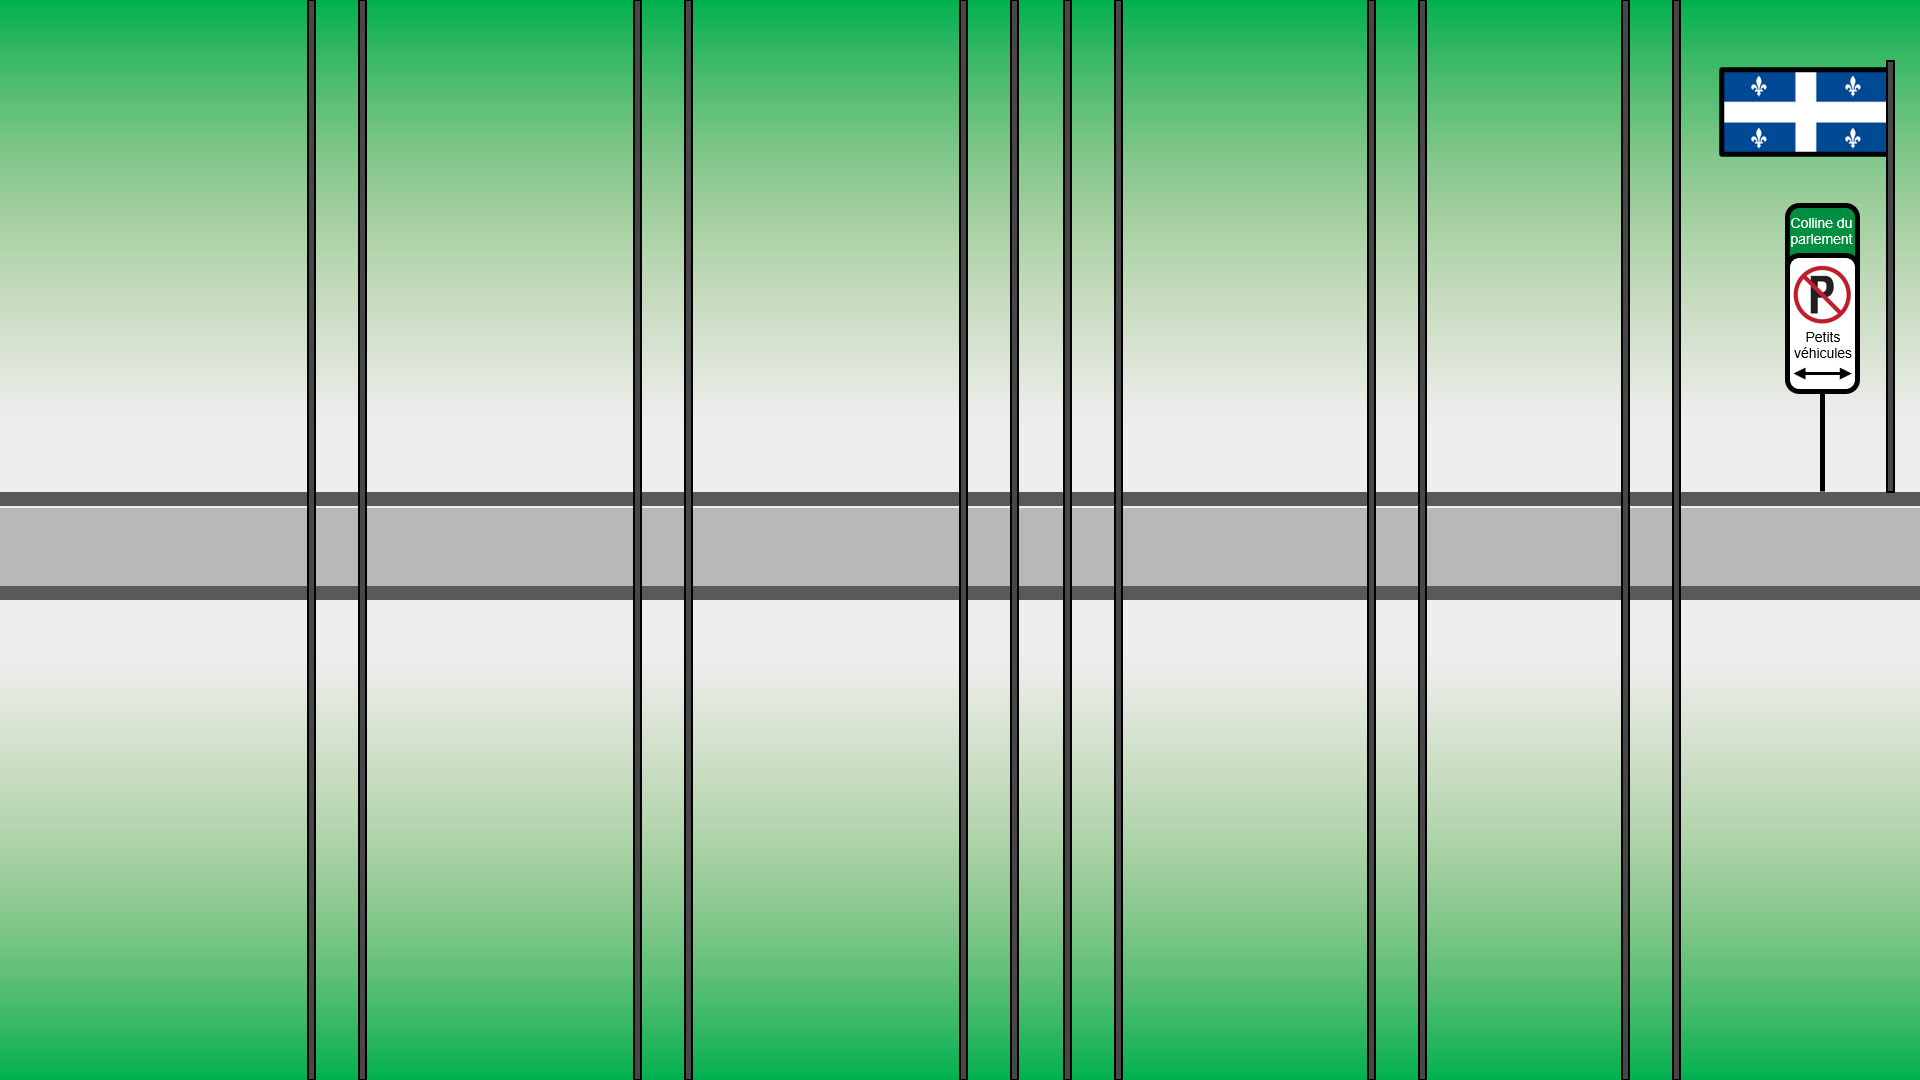 Colline du
parlement
P
Petits
véhicules